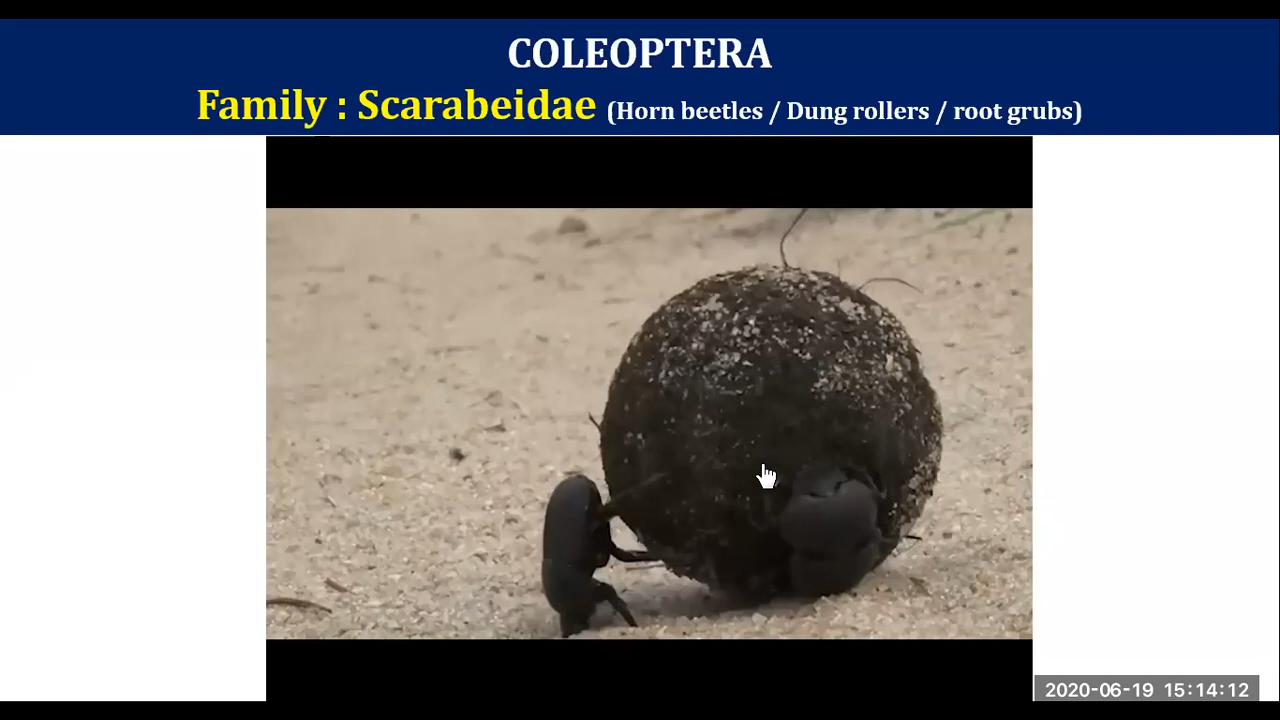 COLEOPTERA
Family : Scarabeidae (Horn beetles / Dung rollers / root grubs)
2020-06-19 15:14:12